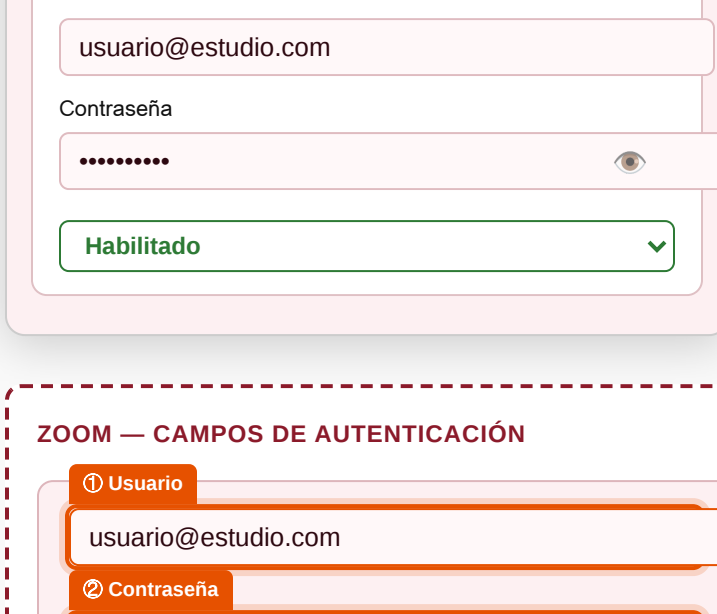 usuario@estudio.com
Contraseña
••••••••••
Habilitado
ZOOM — CAMPOS DE AUTENTICACIÓN
① Usuario
usuario@estudio.com
② Contraseña